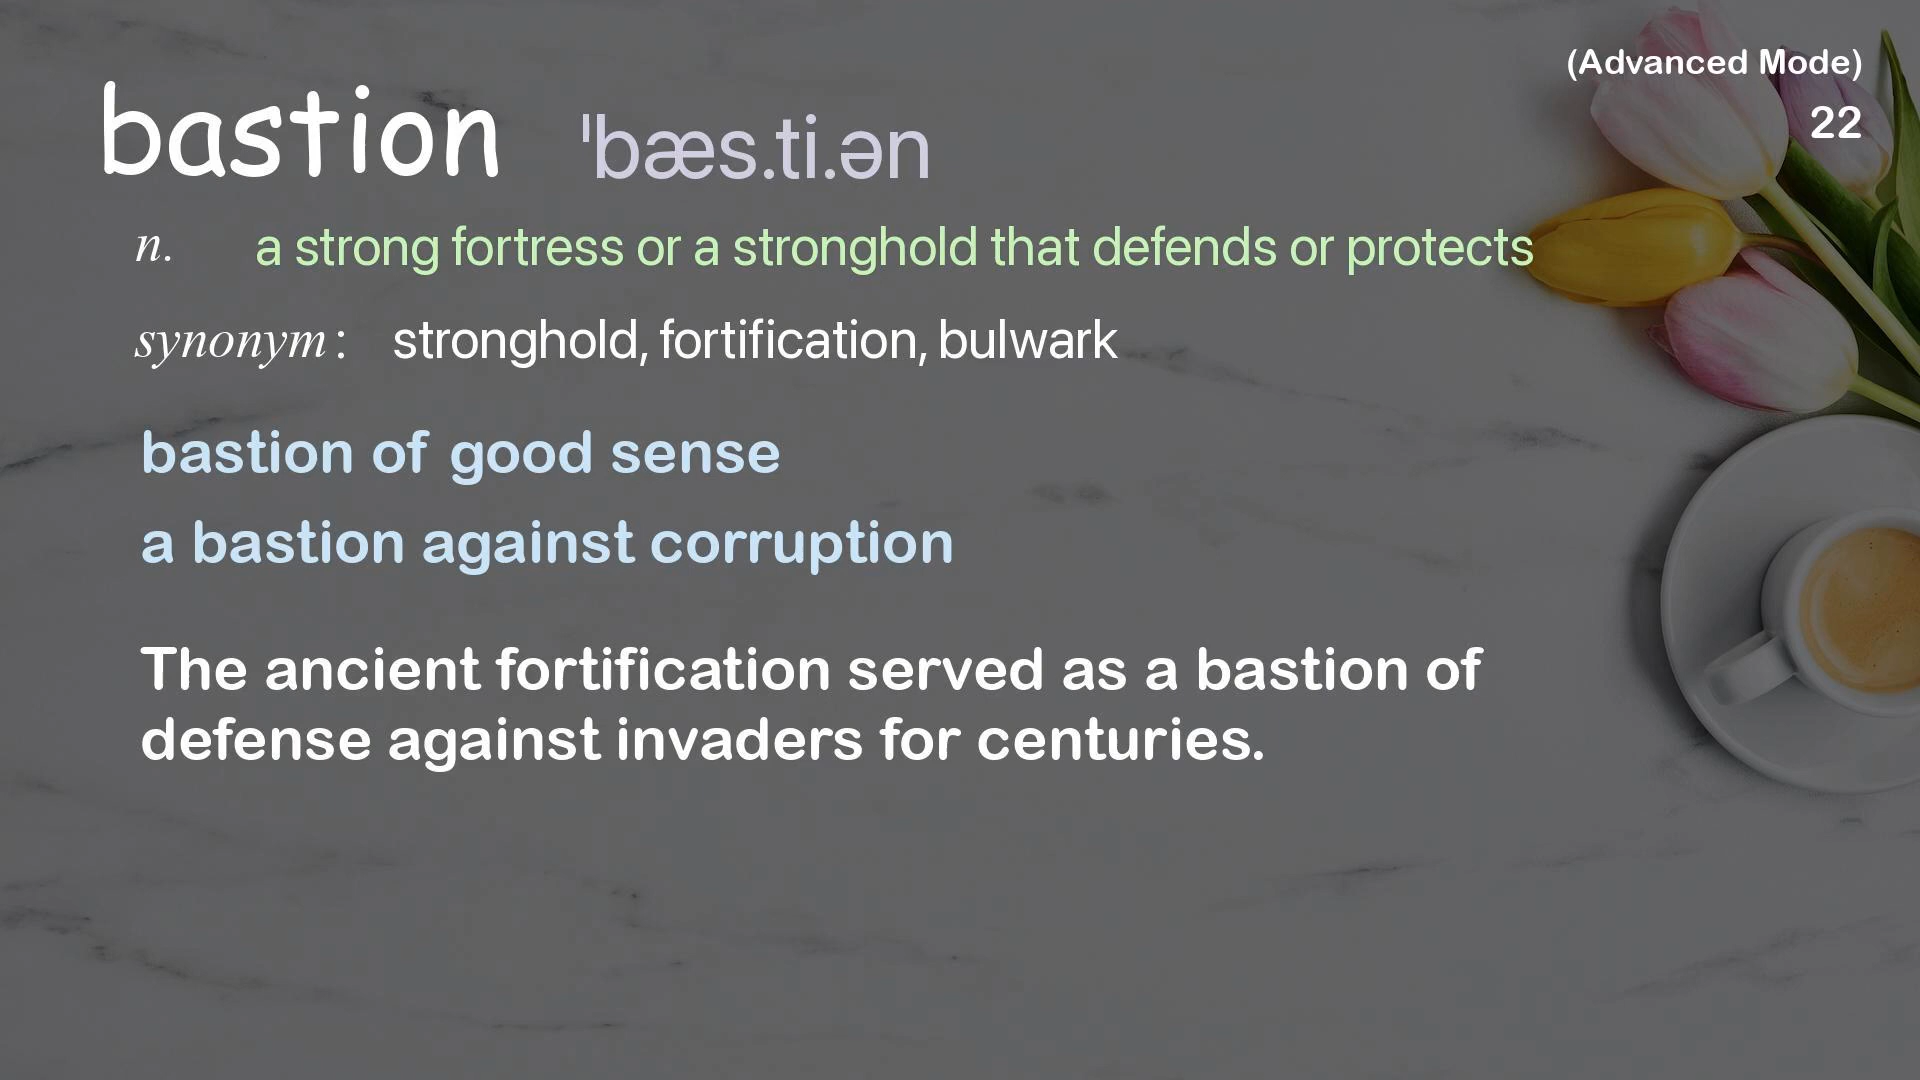 (Advanced Mode)
22
bastion ˈbæs.ti.ən
n. a strong fortress or a stronghold that defends or protects
synonym: stronghold, fortification, bulwark
bastion of good sense
a bastion against corruption
The ancient fortification served as a bastion of
defense against invaders for centuries.